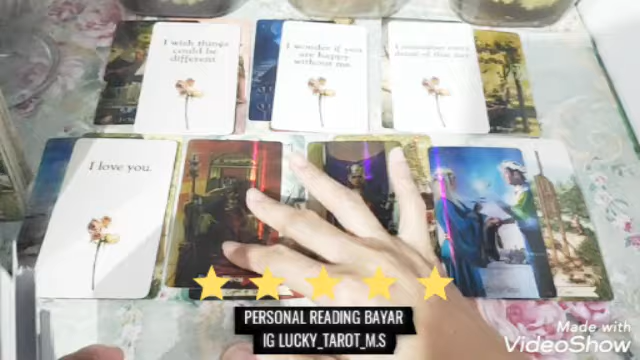 I wish things
could be
different.
I wonder if you
are happy
without me.
I remember every
detail of that day.
I love you.
PERSONAL READING BAYAR
IG LUCKY_TAROT_M.S
Made with
VideoShow